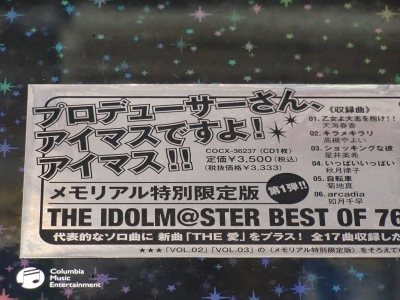 プロデューサーさん、
アイマスですよ!
アイマス!!
COCX-36237 (CD1枚)
定価¥3,500(税込)
(税抜価格¥3,333)
メモリアル特別限定版 第1弾!!
THE IDOLM@STER BEST OF 76
代表的なソロ曲に 新曲「THE 愛」をプラス! 全17曲収録した
★★★「VOL.02」「VOL.03」の〈メモリアル特別限定版〉をそろえて
《収録曲》
01. 乙女よ大志を抱け!!
天海春香
02. キラメキラリ
高槻やよい
03. ショッキングな彼
星井美希
04. いっぱいいっぱい
秋月律子
05. 自転車
菊地真
06. arcadia
如月千早
Columbia
Music
Entertainment